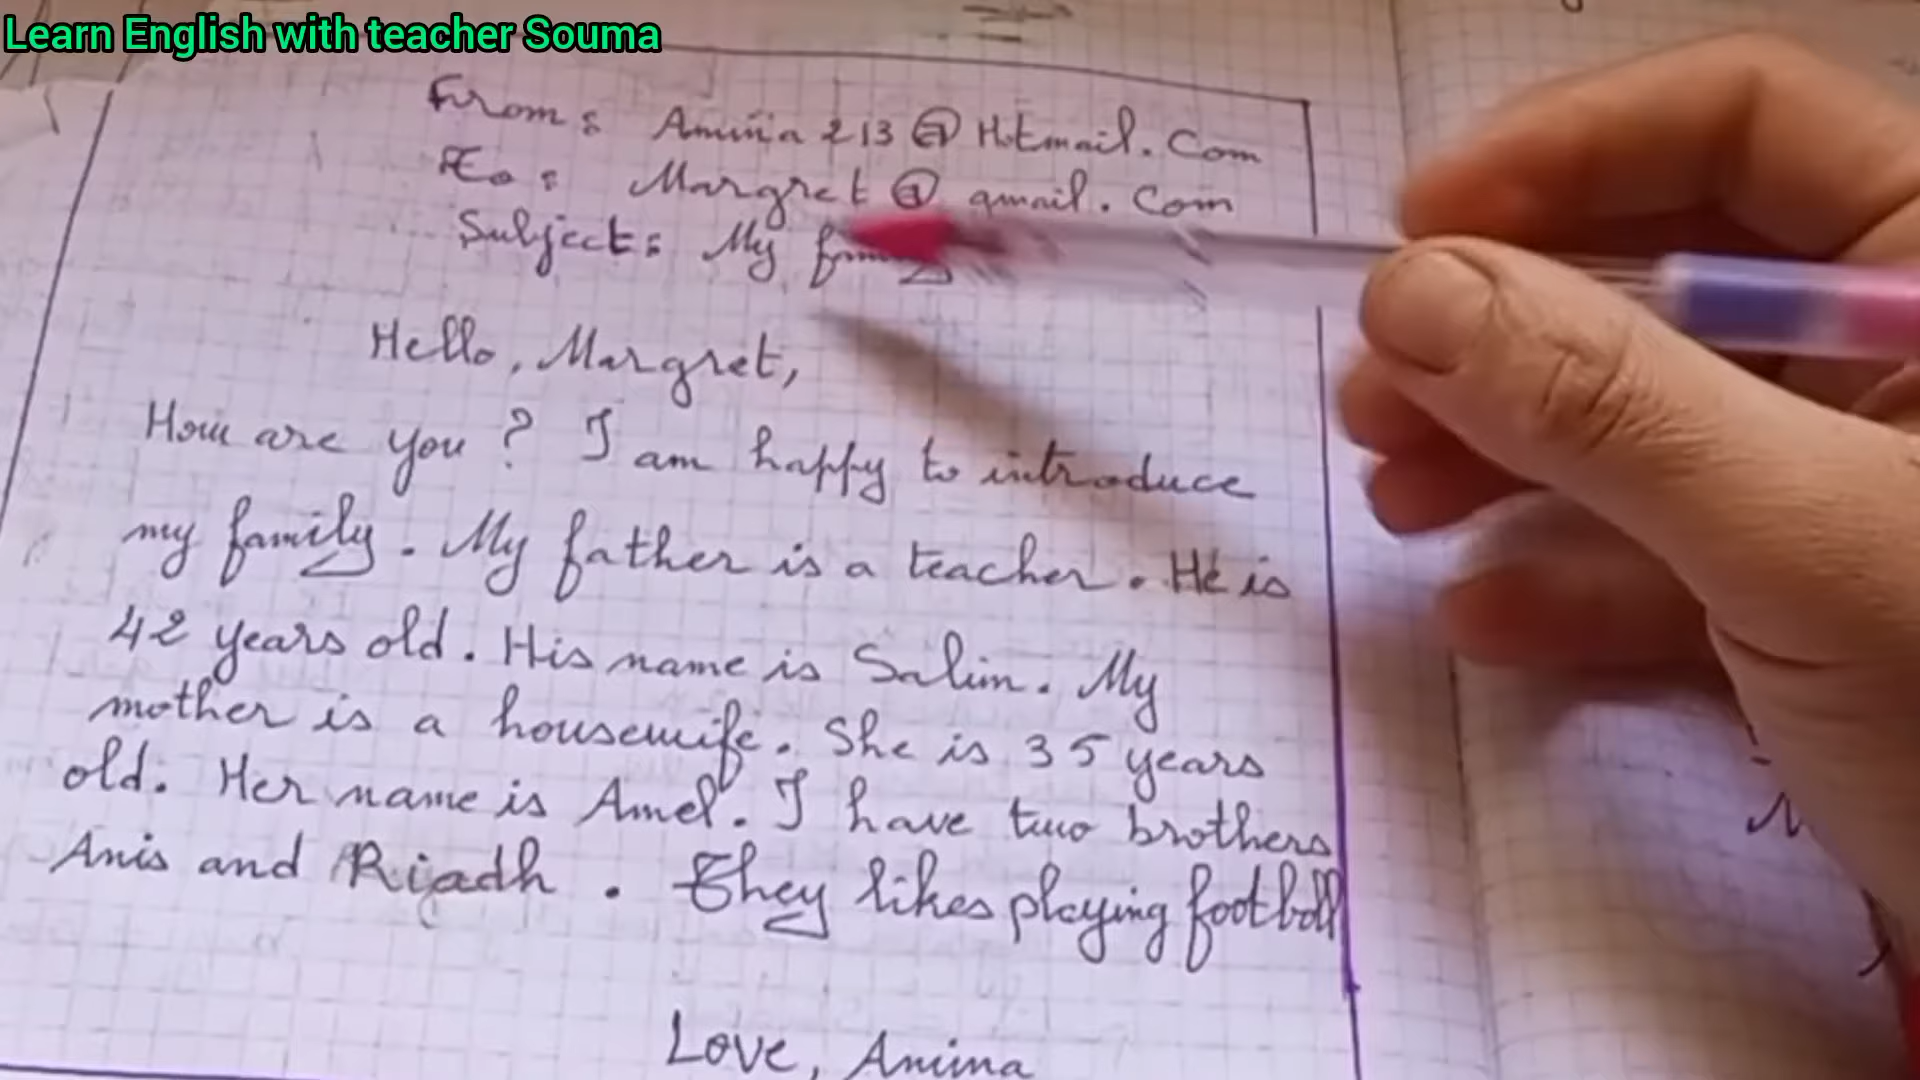 Learn English with teacher Souma
From: Amina213@Hotmail.Com
To: Margret@gmail.Com
Subject: My family
Hello, Margret,
How are you? I am happy to introduce
my family. My father is a teacher. He is
42 years old. His name is Salim. My
mother is a housewife. She is 35 years
old. Her name is Amel. I have two brothers
Anis and Riadh. They likes playing football
Love, Amina